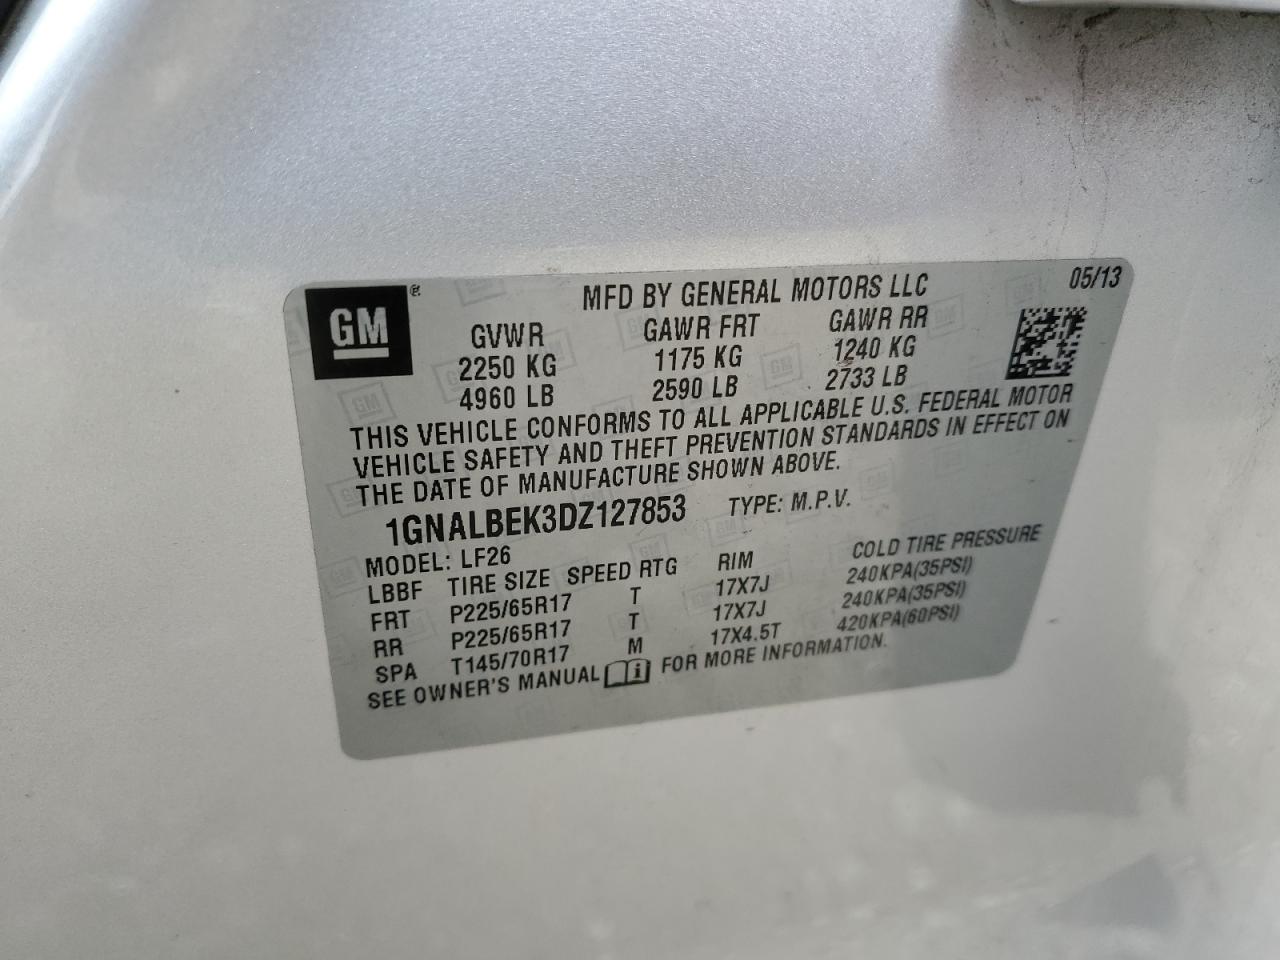 GM®
MFD BY GENERAL MOTORS LLC 05/13
GVWR GAWR FRT GAWR RR
2250 KG 1175 KG 1240 KG
4960 LB 2590 LB 2733 LB
THIS VEHICLE CONFORMS TO ALL APPLICABLE U.S. FEDERAL MOTOR
VEHICLE SAFETY AND THEFT PREVENTION STANDARDS IN EFFECT ON
THE DATE OF MANUFACTURE SHOWN ABOVE.
1GNALBEK3DZ127853 TYPE: M.P.V.
MODEL: LF26
LBBF TIRE SIZE SPEED RTG RIM COLD TIRE PRESSURE
FRT P225/65R17 T 17X7J 240KPA(35PSI)
RR P225/65R17 T 17X7J 240KPA(35PSI)
SPA T145/70R17 M 17X4.5T 420KPA(60PSI)
SEE OWNER'S MANUAL FOR MORE INFORMATION.